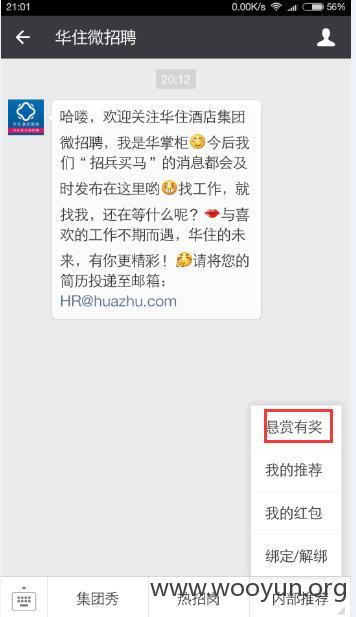 21:01 0.00K/s 56%
华住微招聘
20:12
哈喽，欢迎关注华住酒店集团
微招聘，我是华掌柜😊今后我
们“招兵买马”的消息都会及
时发布在这里哟😁找工作，就
找我，还在等什么呢？💋与喜
欢的工作不期而遇，华住的未
来，有你更精彩！🤗请将您的
简历投递至邮箱：
HR@huazhu.com
悬赏有奖
我的推荐
我的红包
绑定/解绑
集团秀 热招岗 内部推荐
www.wooyun.org